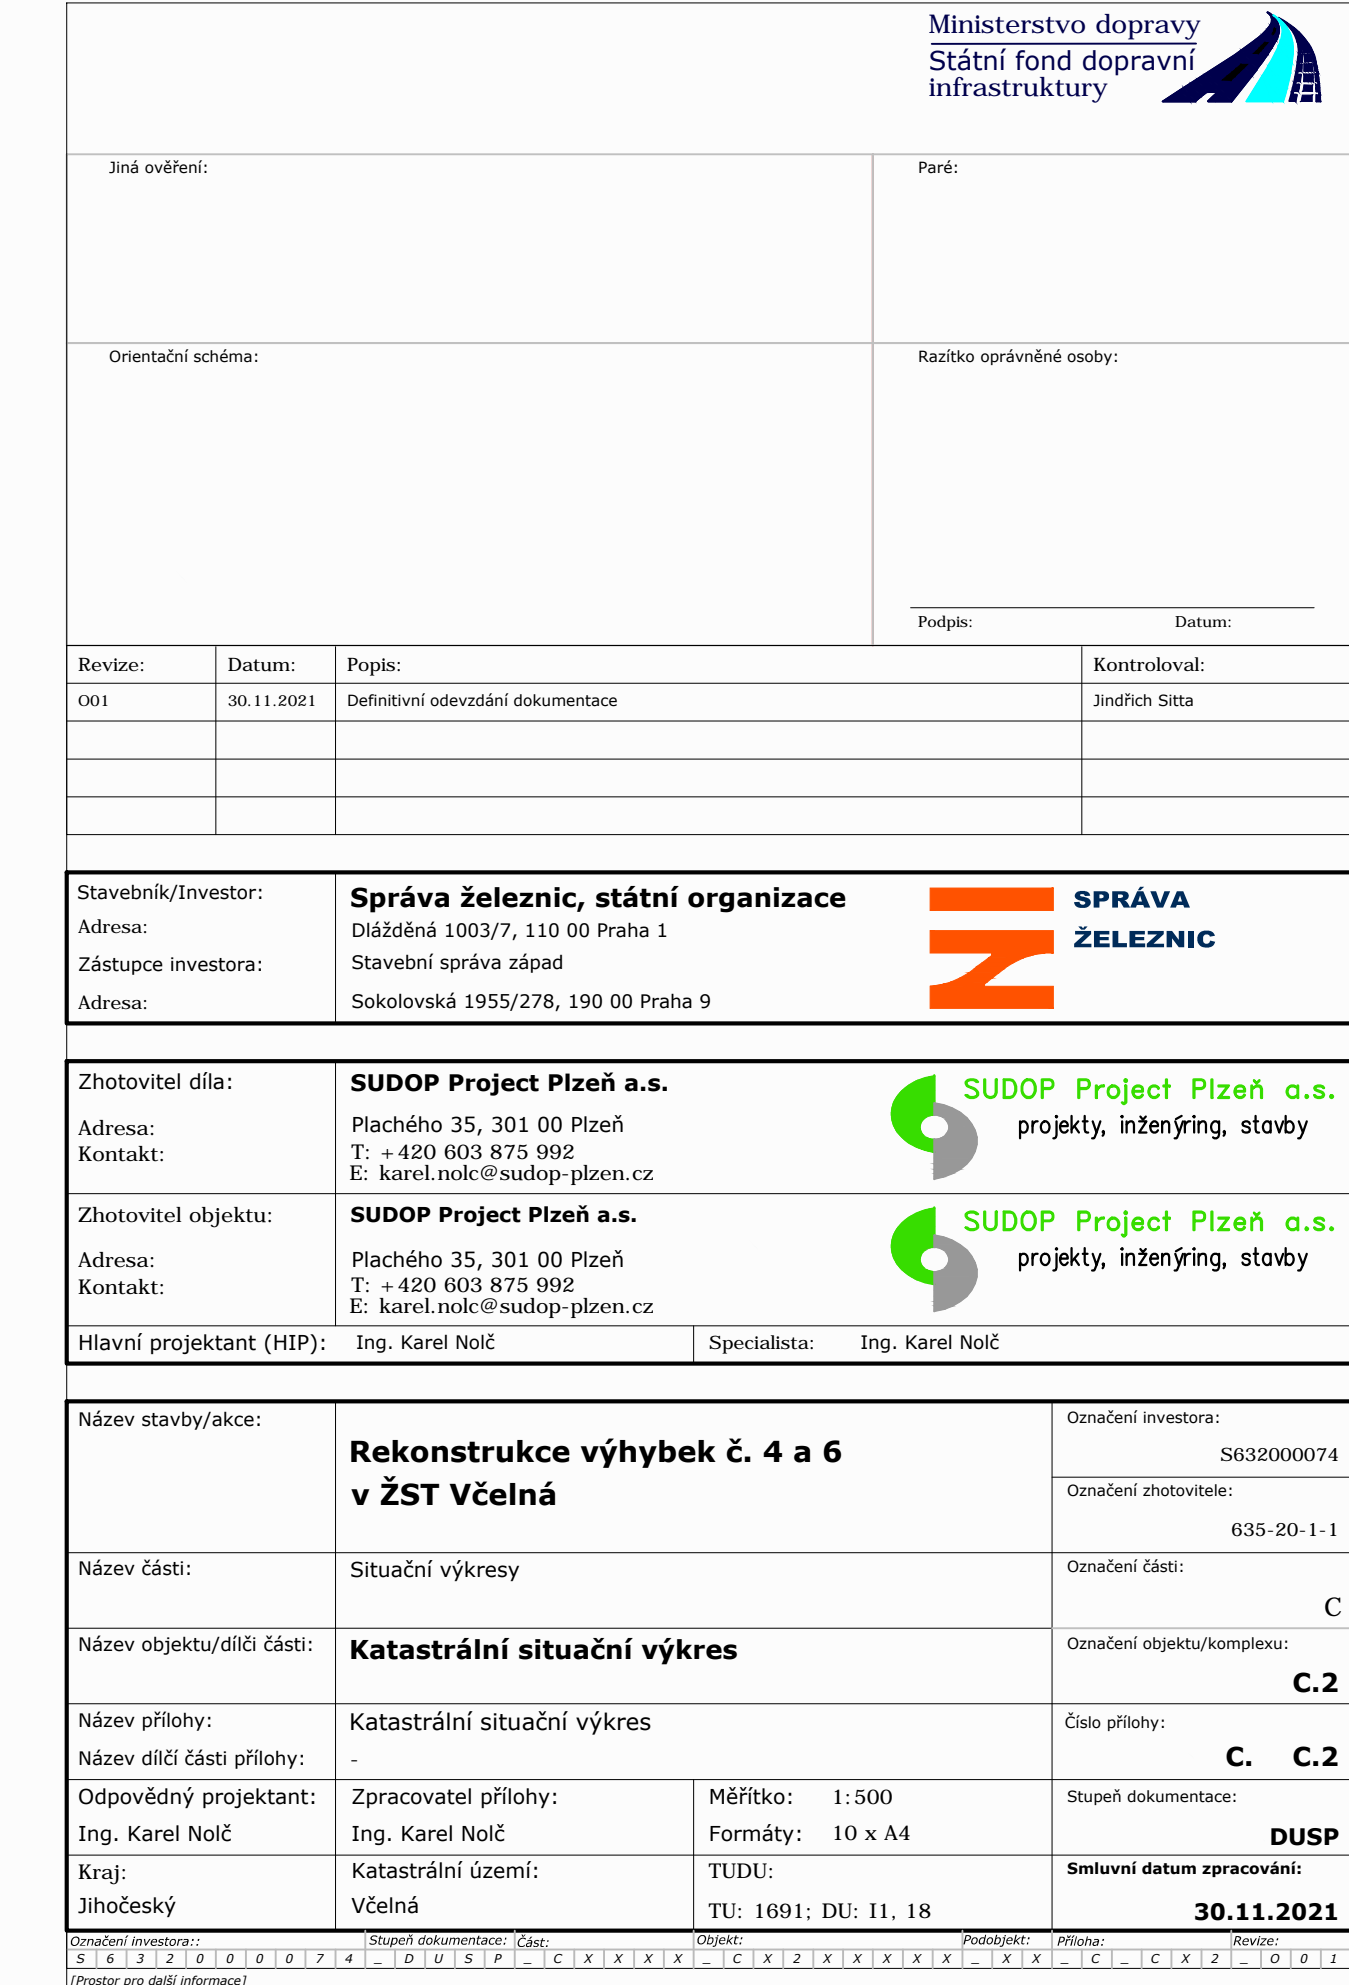 Ministerstvo dopravy
Státní fond dopravní
infrastruktury
Jiná ověření:
Paré:
Orientační schéma:
Razítko oprávněné osoby:
Podpis: Datum:
Revize: Datum: Popis: Kontroloval:
O01 30.11.2021 Definitivní odevzdání dokumentace Jindřich Sitta
Stavebník/Investor: Správa železnic, státní organizace
Adresa: Dlážděná 1003/7, 110 00 Praha 1
Zástupce investora: Stavební správa západ
Adresa: Sokolovská 1955/278, 190 00 Praha 9
SPRÁVA
ŽELEZNIC
Zhotovitel díla: SUDOP Project Plzeň a.s.
Adresa: Plachého 35, 301 00 Plzeň
Kontakt: T: +420 603 875 992
E: karel.nolc@sudop-plzen.cz
SUDOP Project Plzeň a.s.
projekty, inženýring, stavby
Zhotovitel objektu: SUDOP Project Plzeň a.s.
Adresa: Plachého 35, 301 00 Plzeň
Kontakt: T: +420 603 875 992
E: karel.nolc@sudop-plzen.cz
SUDOP Project Plzeň a.s.
projekty, inženýring, stavby
Hlavní projektant (HIP): Ing. Karel Nolč Specialista: Ing. Karel Nolč
Název stavby/akce:
Rekonstrukce výhybek č. 4 a 6
v ŽST Včelná
Označení investora:
S632000074
Označení zhotovitele:
635-20-1-1
Název části: Situační výkresy
Označení části:
C
Název objektu/dílči části: Katastrální situační výkres
Označení objektu/komplexu:
C.2
Název přílohy: Katastrální situační výkres
Název dílčí části přílohy: -
Číslo přílohy:
C. C.2
Odpovědný projektant: Zpracovatel přílohy: Měřítko: 1:500 Stupeň dokumentace:
Ing. Karel Nolč Ing. Karel Nolč Formáty: 10 x A4 DUSP
Kraj: Katastrální území: TUDU: Smluvní datum zpracování:
Jihočeský Včelná TU: 1691; DU: I1, 18 30.11.2021
Označení investora:: Stupeň dokumentace: Část: Objekt: Podobjekt: Příloha: Revize:
S 6 3 2 0 0 0 0 7 4 _ D U S P _ C X X X X _ C X 2 X X X X X _ X X _ C _ C X 2 _ O 0 1
[Prostor pro další informace]